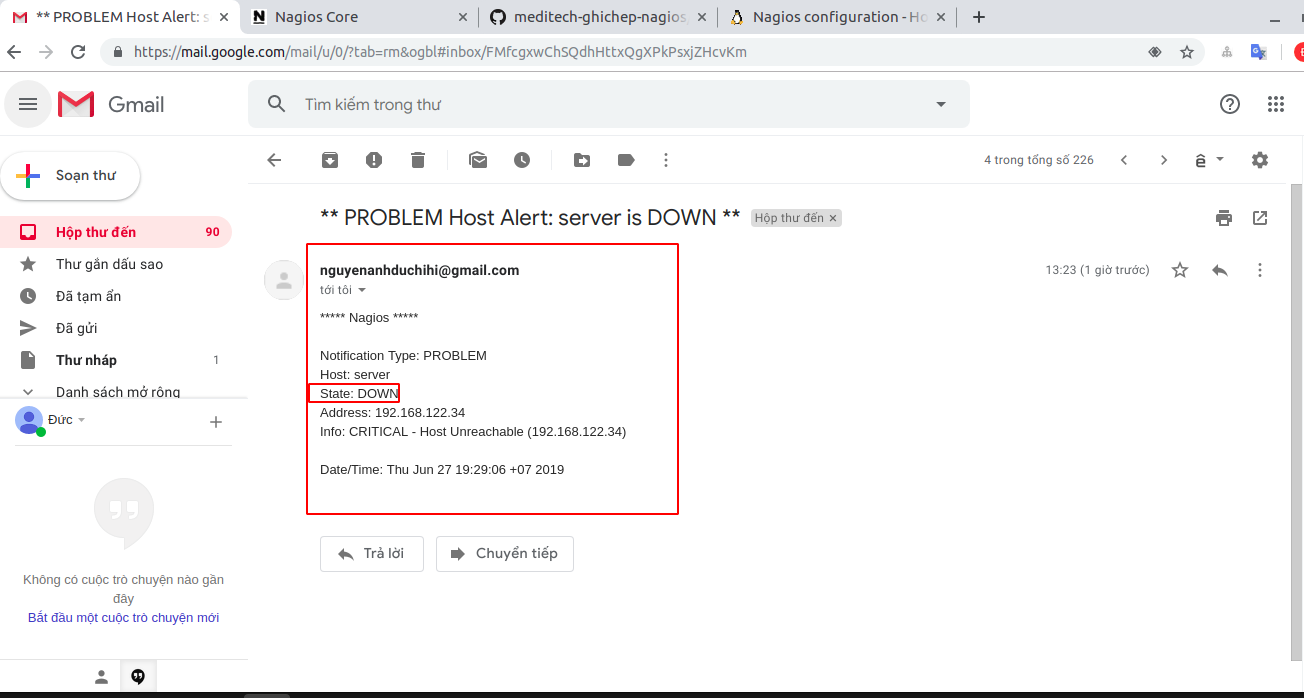 ** PROBLEM Host Alert: s
Nagios Core
meditech-ghichep-nagios
Nagios configuration - Ho
https://mail.google.com/mail/u/0/?tab=rm&ogbl#inbox/FMfcgxwChSQdhHttxQgXPkPsxjZHcvKm
Gmail
Tìm kiếm trong thư
Soạn thư
4 trong tổng số 226
ê
** PROBLEM Host Alert: server is DOWN **
Hộp thư đến ×
Hộp thư đến 90
Thư gắn dấu sao
Đã tạm ẩn
Đã gửi
Thư nháp 1
Danh sách mở rộng
nguyenanhduchihi@gmail.com
13:23 (1 giờ trước)
tới tôi
***** Nagios *****
Notification Type: PROBLEM
Host: server
State: DOWN
Address: 192.168.122.34
Info: CRITICAL - Host Unreachable (192.168.122.34)
Date/Time: Thu Jun 27 19:29:06 +07 2019
Trả lời
Chuyển tiếp
Đức
Không có cuộc trò chuyện nào gần
đây
Bắt đầu một cuộc trò chuyện mới